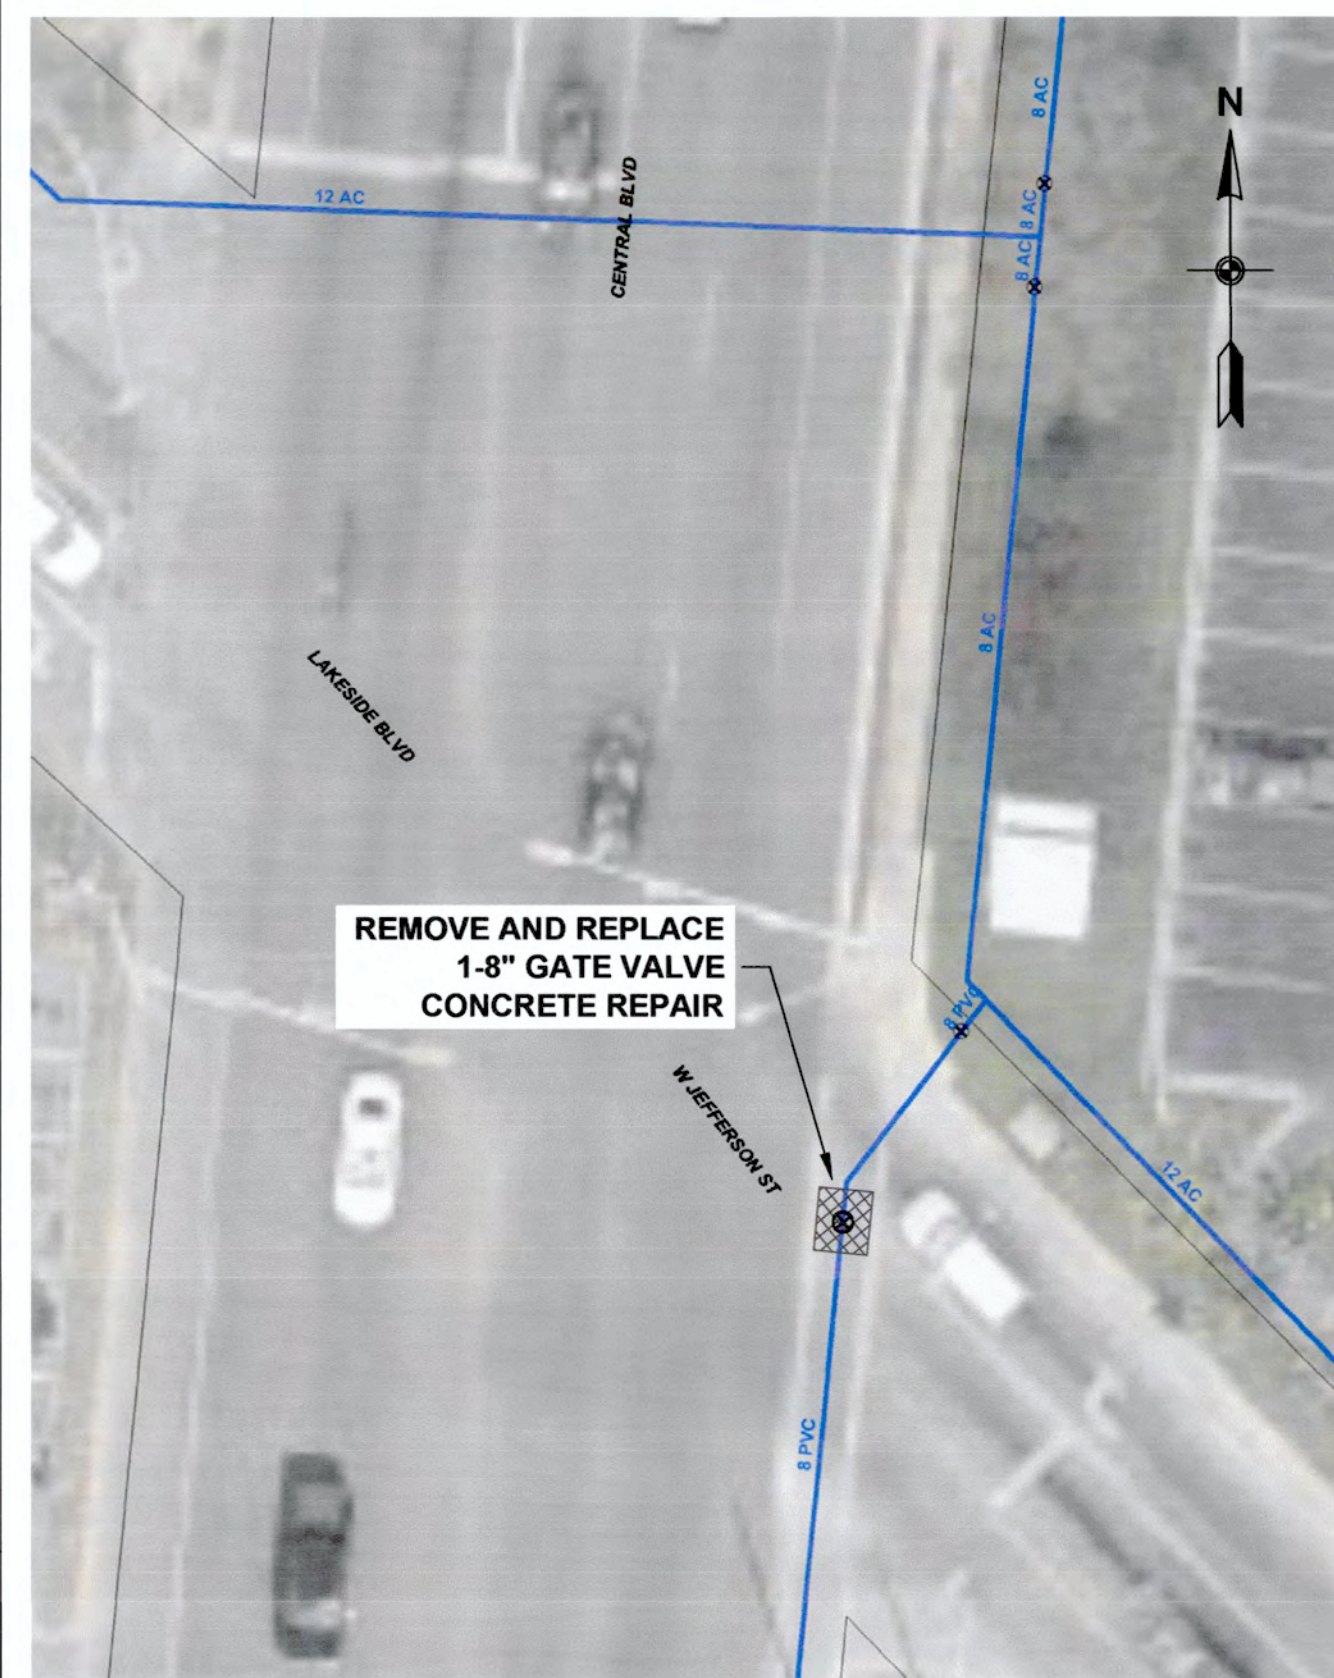 8 AC
N
12 AC
CENTRAL BLVD
8 AC
8 AC
8 AC
LAKESIDE BLVD
REMOVE AND REPLACE
1-8" GATE VALVE
CONCRETE REPAIR
8 PVC
W JEFFERSON ST
12 AC
8 PVC